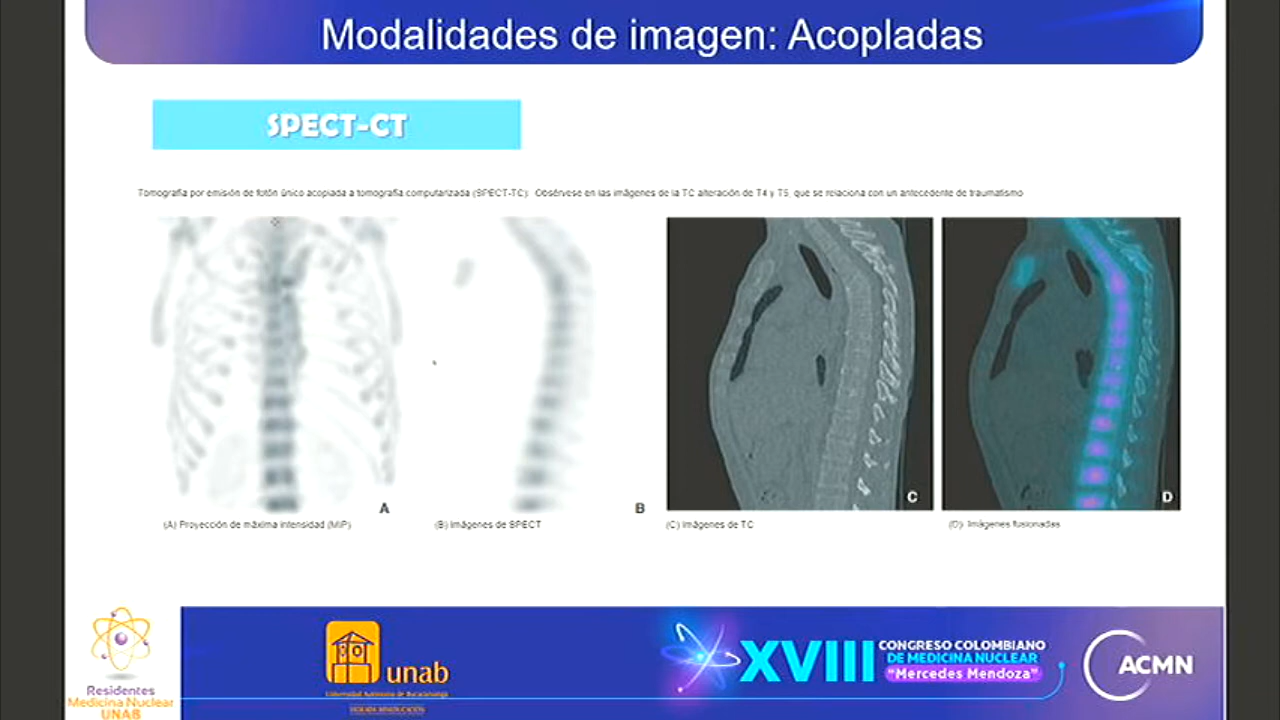 Modalidades de imagen: Acopladas
SPECT-CT
Tomografía por emisión de fotón único acoplada a tomografía computarizada (SPECT-TC): Obsérvese en las imágenes de la TC alteración de T4 y T5, que se relaciona con un antecedente de traumatismo
A
B
C
D
(A) Proyección de máxima intensidad (MIP)
(B) Imágenes de SPECT
(C) Imágenes de TC
(D) Imágenes fusionadas
Residentes
Medicina Nuclear
UNAB
unab
Universidad Autónoma de Bucaramanga
XVIII
CONGRESO COLOMBIANO
DE MEDICINA NUCLEAR
"Mercedes Mendoza"
ACMN